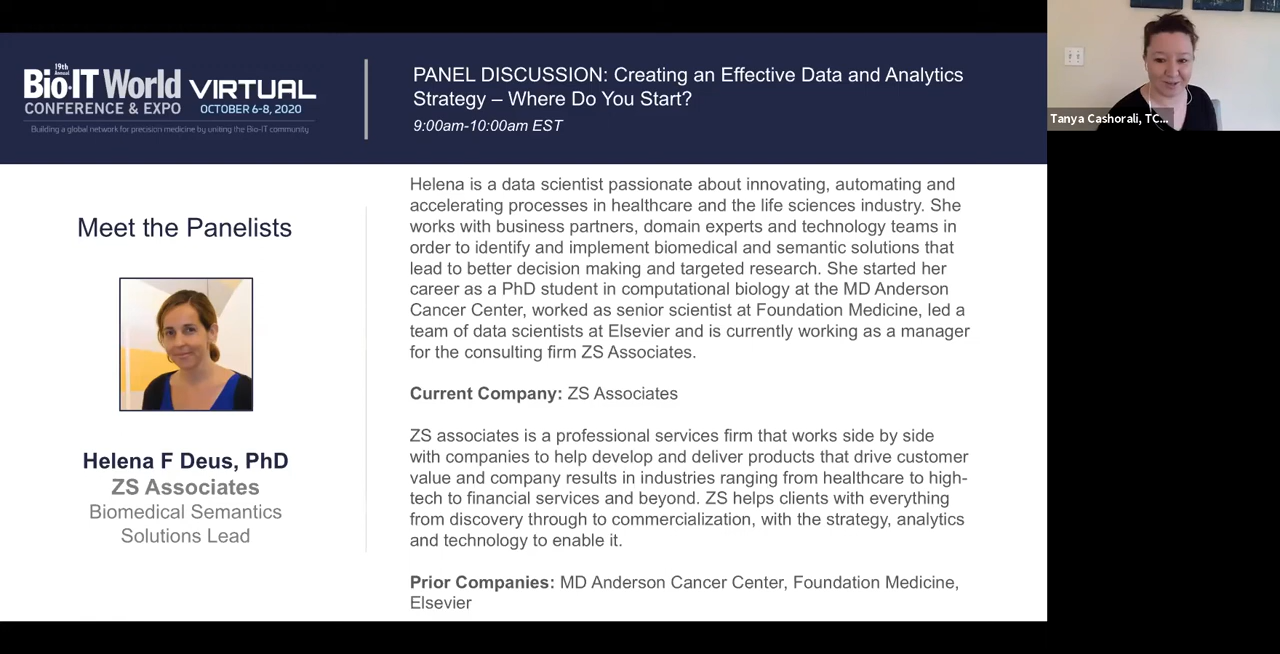 19th
Annual
Bio-IT World
CONFERENCE & EXPO
VIRTUAL
OCTOBER 6-8, 2020
Building a global network for precision medicine by uniting the Bio-IT community
PANEL DISCUSSION: Creating an Effective Data and Analytics
Strategy – Where Do You Start?
9:00am-10:00am EST
Tanya Cashorali, TC...
Meet the Panelists
Helena F Deus, PhD
ZS Associates
Biomedical Semantics
Solutions Lead
Helena is a data scientist passionate about innovating, automating and
accelerating processes in healthcare and the life sciences industry. She
works with business partners, domain experts and technology teams in
order to identify and implement biomedical and semantic solutions that
lead to better decision making and targeted research. She started her
career as a PhD student in computational biology at the MD Anderson
Cancer Center, worked as senior scientist at Foundation Medicine, led a
team of data scientists at Elsevier and is currently working as a manager
for the consulting firm ZS Associates.
Current Company: ZS Associates
ZS associates is a professional services firm that works side by side
with companies to help develop and deliver products that drive customer
value and company results in industries ranging from healthcare to high-
tech to financial services and beyond. ZS helps clients with everything
from discovery through to commercialization, with the strategy, analytics
and technology to enable it.
Prior Companies: MD Anderson Cancer Center, Foundation Medicine,
Elsevier